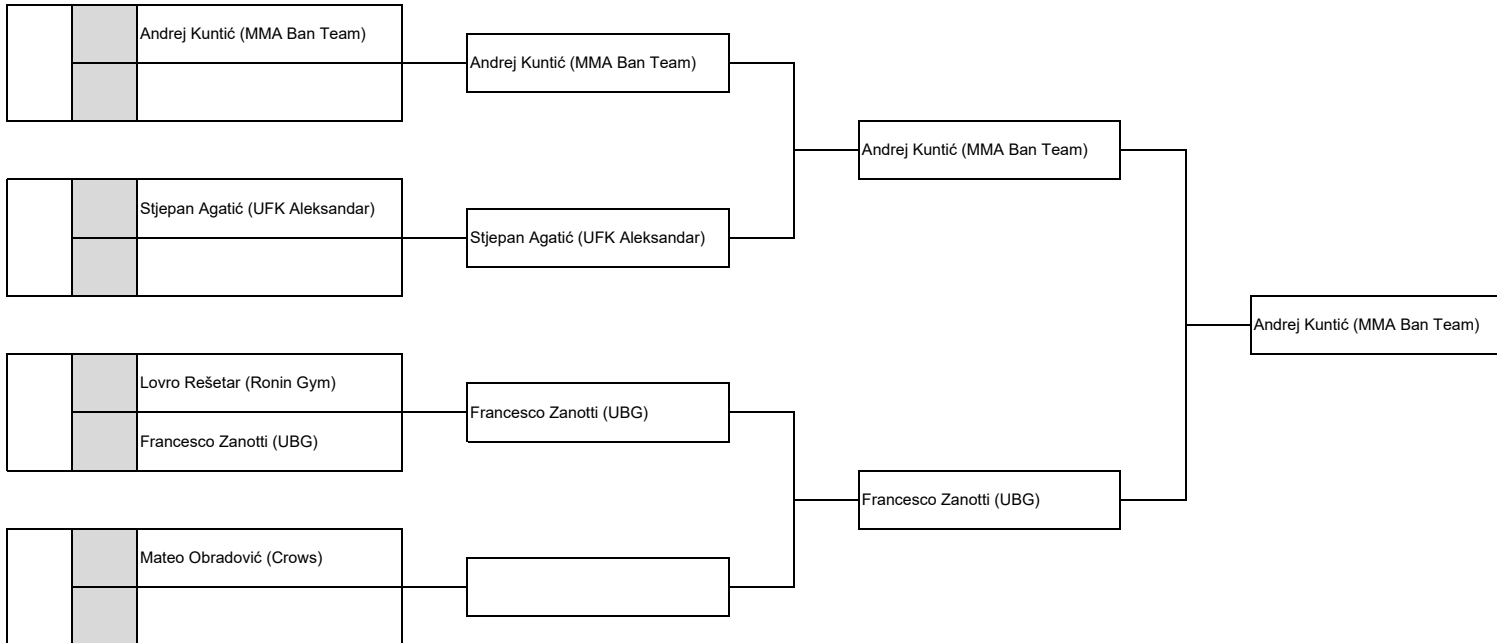 Andrej Kuntić (MMA Ban Team)
Andrej Kuntić (MMA Ban Team)
Andrej Kuntić (MMA Ban Team)
Stjepan Agatić (UFK Aleksandar)
Stjepan Agatić (UFK Aleksandar)
Andrej Kuntić (MMA Ban Team)
Lovro Rešetar (Ronin Gym)
Francesco Zanotti (UBG)
Francesco Zanotti (UBG)
Francesco Zanotti (UBG)
Mateo Obradović (Crows)